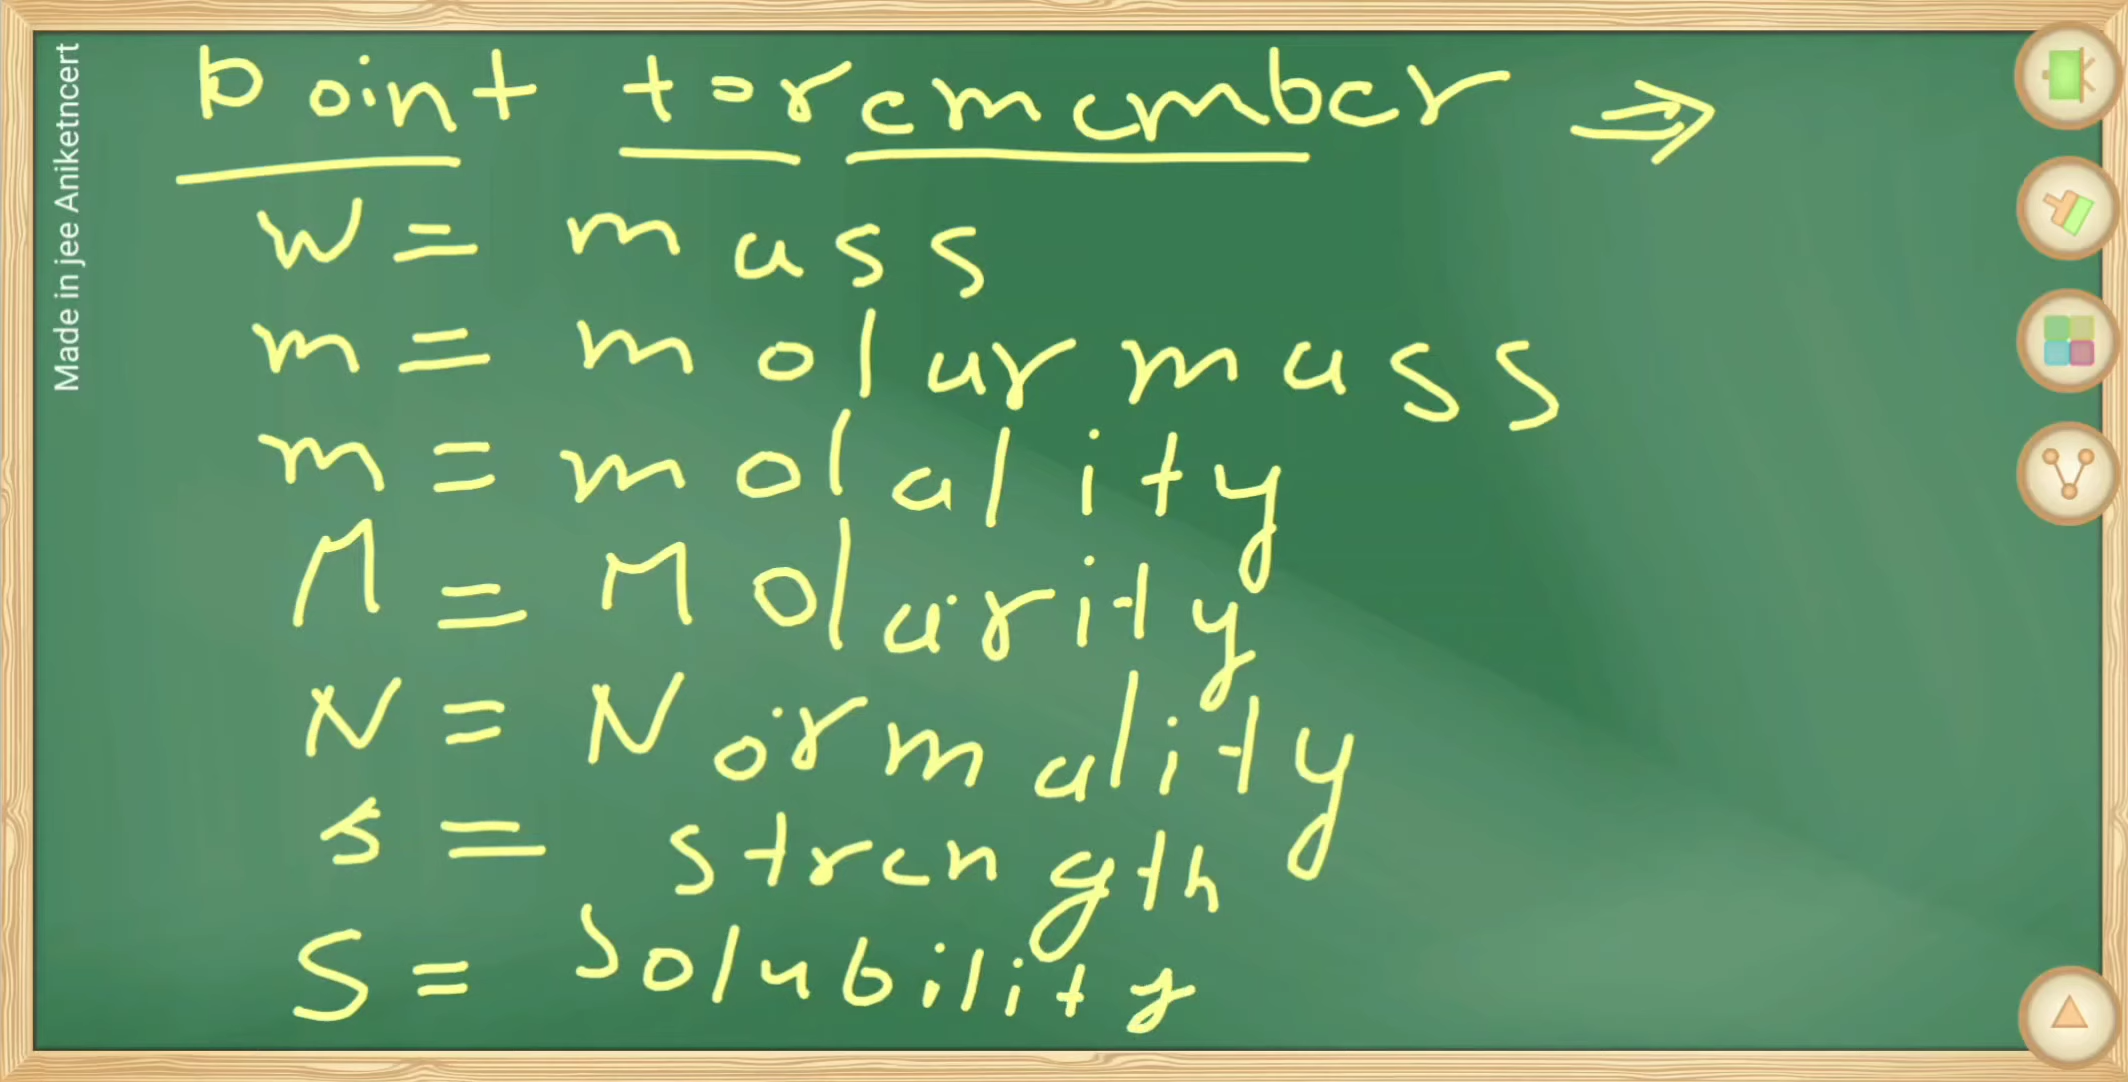 Made in jee Aniketncert
Point to remember ⇒
W = mass
m = molar mass
m = molality
M = Molarity
N = Normality
s = strength
S = Solubility